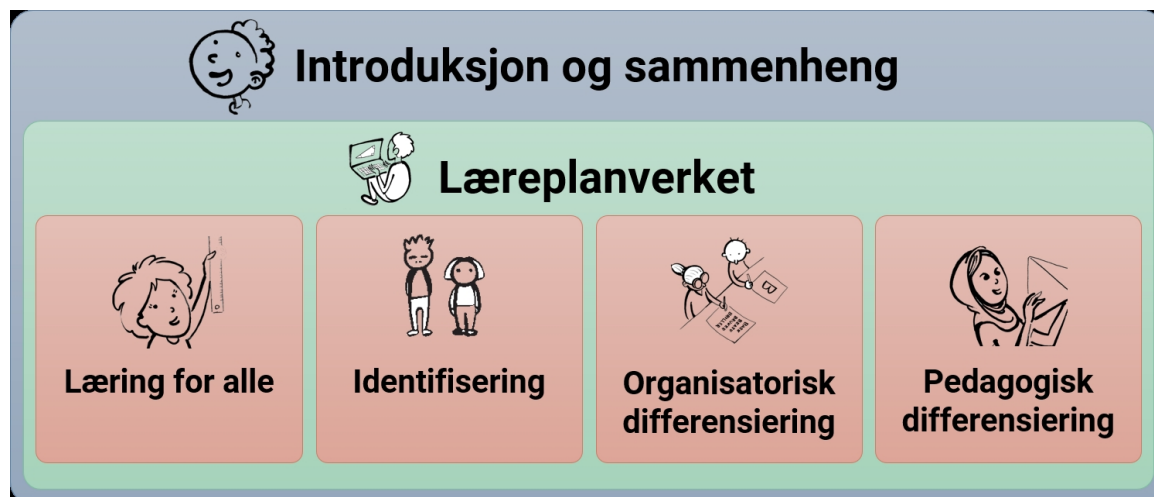 Introduksjon og sammenheng
Læreplanverket
Læring for alle
Identifisering
Organisatorisk
differensiering
Pedagogisk
differensiering
B